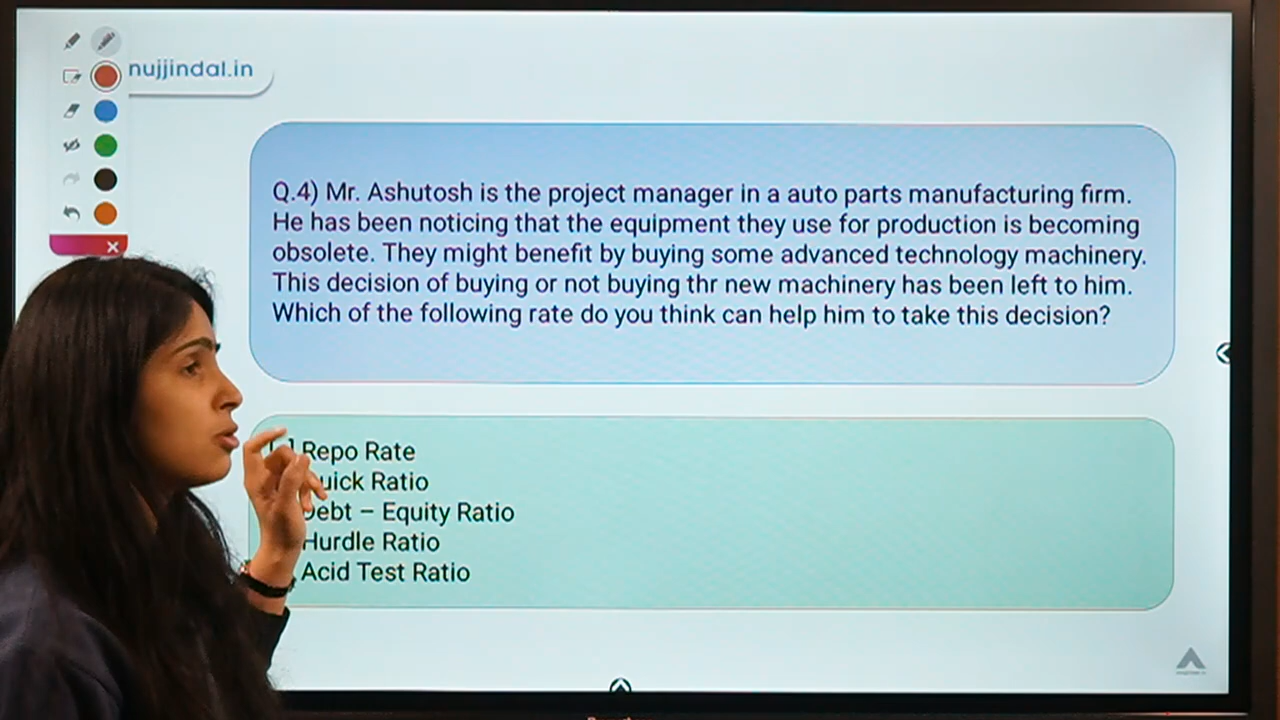 nujjindal.in
Q.4) Mr. Ashutosh is the project manager in a auto parts manufacturing firm.
He has been noticing that the equipment they use for production is becoming
obsolete. They might benefit by buying some advanced technology machinery.
This decision of buying or not buying thr new machinery has been left to him.
Which of the following rate do you think can help him to take this decision?
Repo Rate
uick Ratio
Debt – Equity Ratio
Hurdle Ratio
Acid Test Ratio